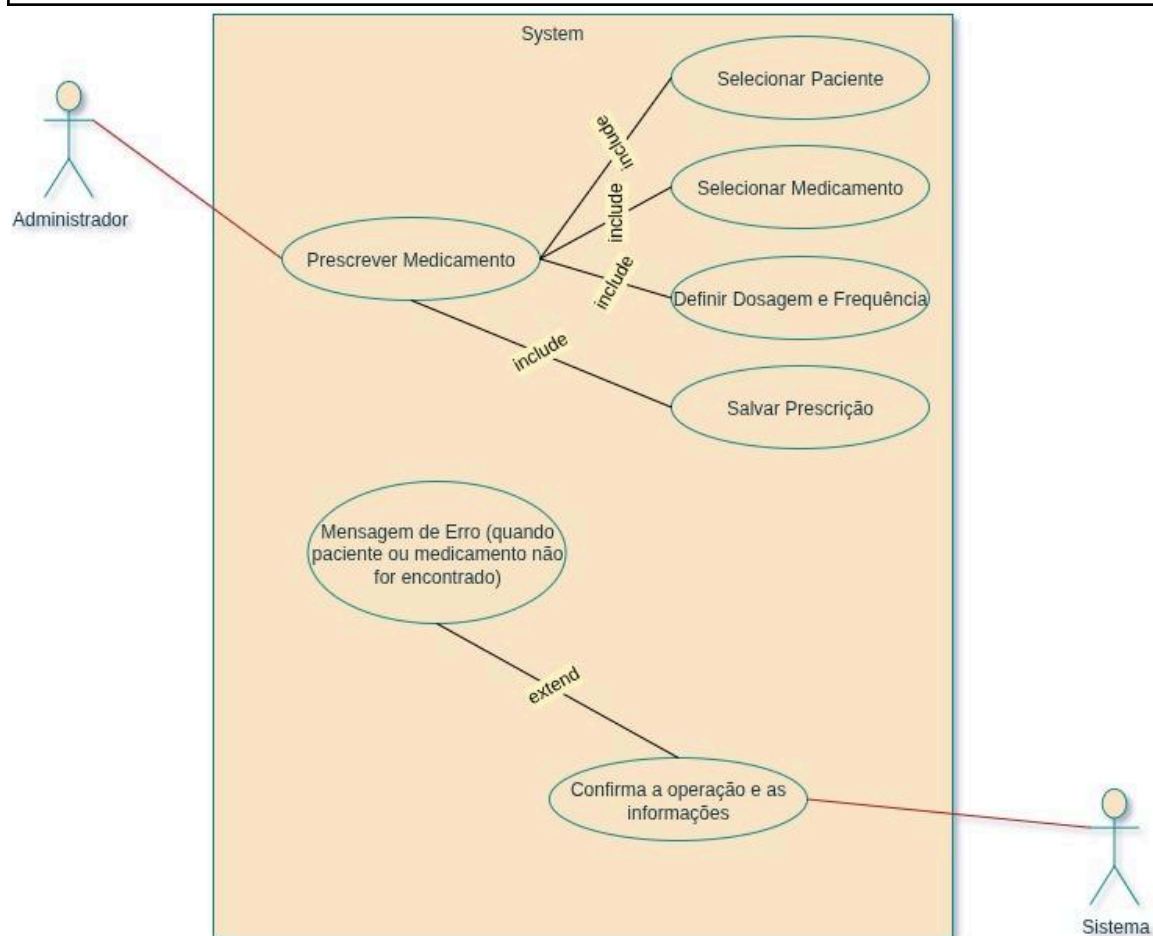 System
Selecionar Paciente
include
Administrador
Selecionar Medicamento
include
Prescrever Medicamento
include
Definir Dosagem e Frequência
include
Salvar Prescrição
Mensagem de Erro (quando
paciente ou medicamento não
for encontrado)
extend
Confirma a operação e as
informações
Sistema